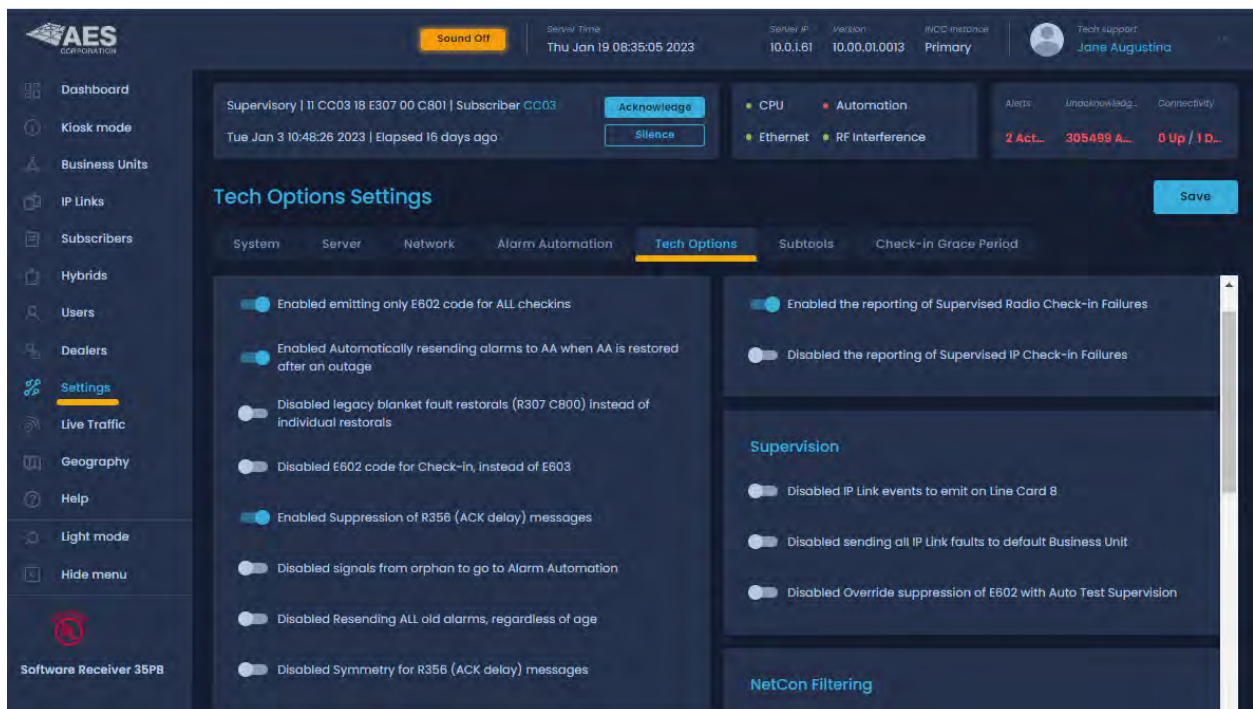 AES
CORPORATION
Sound Off
Server Time
Thu Jan 19 08:35:05 2023
Server IP
10.0.1.61
Version
10.00.01.0013
INCC Instance
Primary
Tech support
Jane Augustina
Dashboard
Kiosk mode
Business Units
IP Links
Subscribers
Hybrids
Users
Dealers
Settings
Live Traffic
Geography
Help
Light mode
Hide menu
Software Receiver 35PB
Supervisory | 11 CC03 18 E307 00 C801 | Subscriber CC03
Acknowledge
Tue Jan 3 10:48:26 2023 | Elapsed 16 days ago
Silence
CPU
Automation
Ethernet
RF Interference
Alerts
2 Act...
Unacknowledg...
305499 A...
Connectivity
0 Up / 1 D...
Tech Options Settings
Save
System
Server
Network
Alarm Automation
Tech Options
Subtools
Check-in Grace Period
Enabled emitting only E602 code for ALL checkins
Enabled Automatically resending alarms to AA when AA is restored
after an outage
Disabled legacy blanket fault restorals (R307 C800) instead of
individual restorals
Disabled E602 code for Check-in, instead of E603
Enabled Suppression of R356 (ACK delay) messages
Disabled signals from orphan to go to Alarm Automation
Disabled Resending ALL old alarms, regardless of age
Disabled Symmetry for R356 (ACK delay) messages
Enabled the reporting of Supervised Radio Check-in Failures
Disabled the reporting of Supervised IP Check-in Failures
Supervision
Disabled IP Link events to emit on Line Card 8
Disabled sending all IP Link faults to default Business Unit
Disabled Override suppression of E602 with Auto Test Supervision
NetCon Filtering